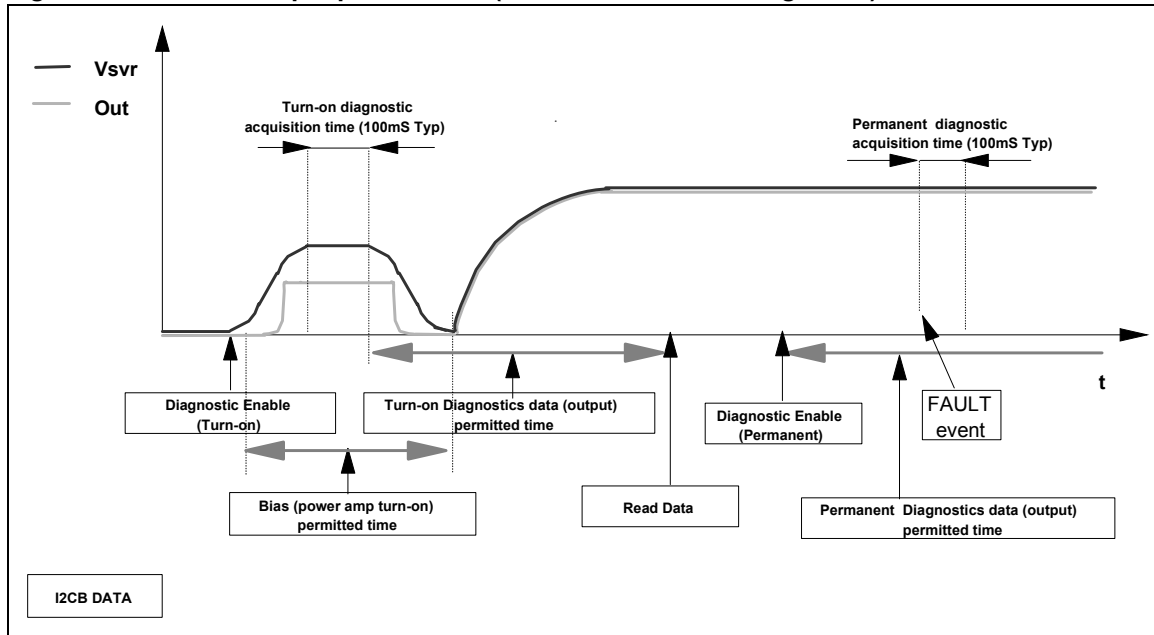 Vsvr
Out
Turn-on diagnostic
acquisition time (100mS Typ)
Permanent diagnostic
acquisition time (100mS Typ)
t
Diagnostic Enable
(Turn-on)
Turn-on Diagnostics data (output)
permitted time
Diagnostic Enable
(Permanent)
FAULT
event
Bias (power amp turn-on)
permitted time
Read Data
Permanent Diagnostics data (output)
permitted time
I2CB DATA